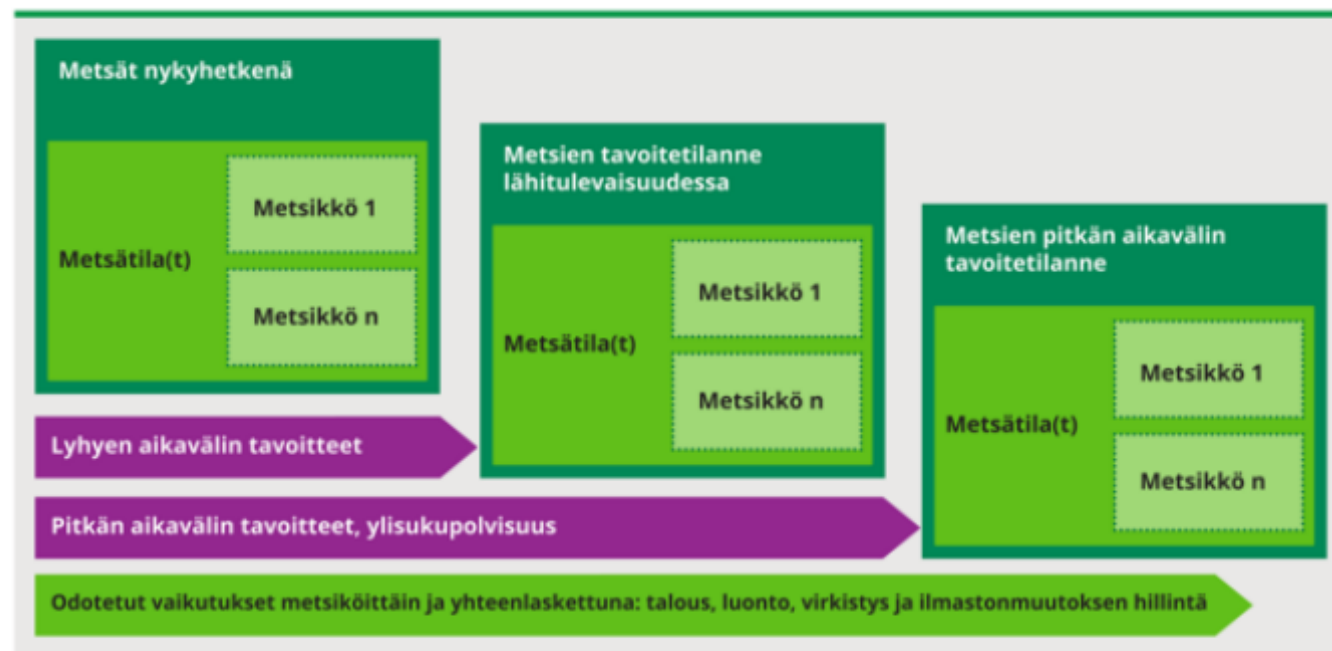 Metsät nykyhetkenä
Metsätila(t)
Metsikkö 1
Metsikkö n
Metsien tavoitetilanne
lähitulevaisuudessa
Metsätila(t)
Metsikkö 1
Metsikkö n
Metsien pitkän aikavälin
tavoitetilanne
Metsätila(t)
Metsikkö 1
Metsikkö n
Lyhyen aikavälin tavoitteet
Pitkän aikavälin tavoitteet, ylisukupolvisuus
Odotetut vaikutukset metsiköittäin ja yhteenlaskettuna: talous, luonto, virkistys ja ilmastonmuutoksen hillintä